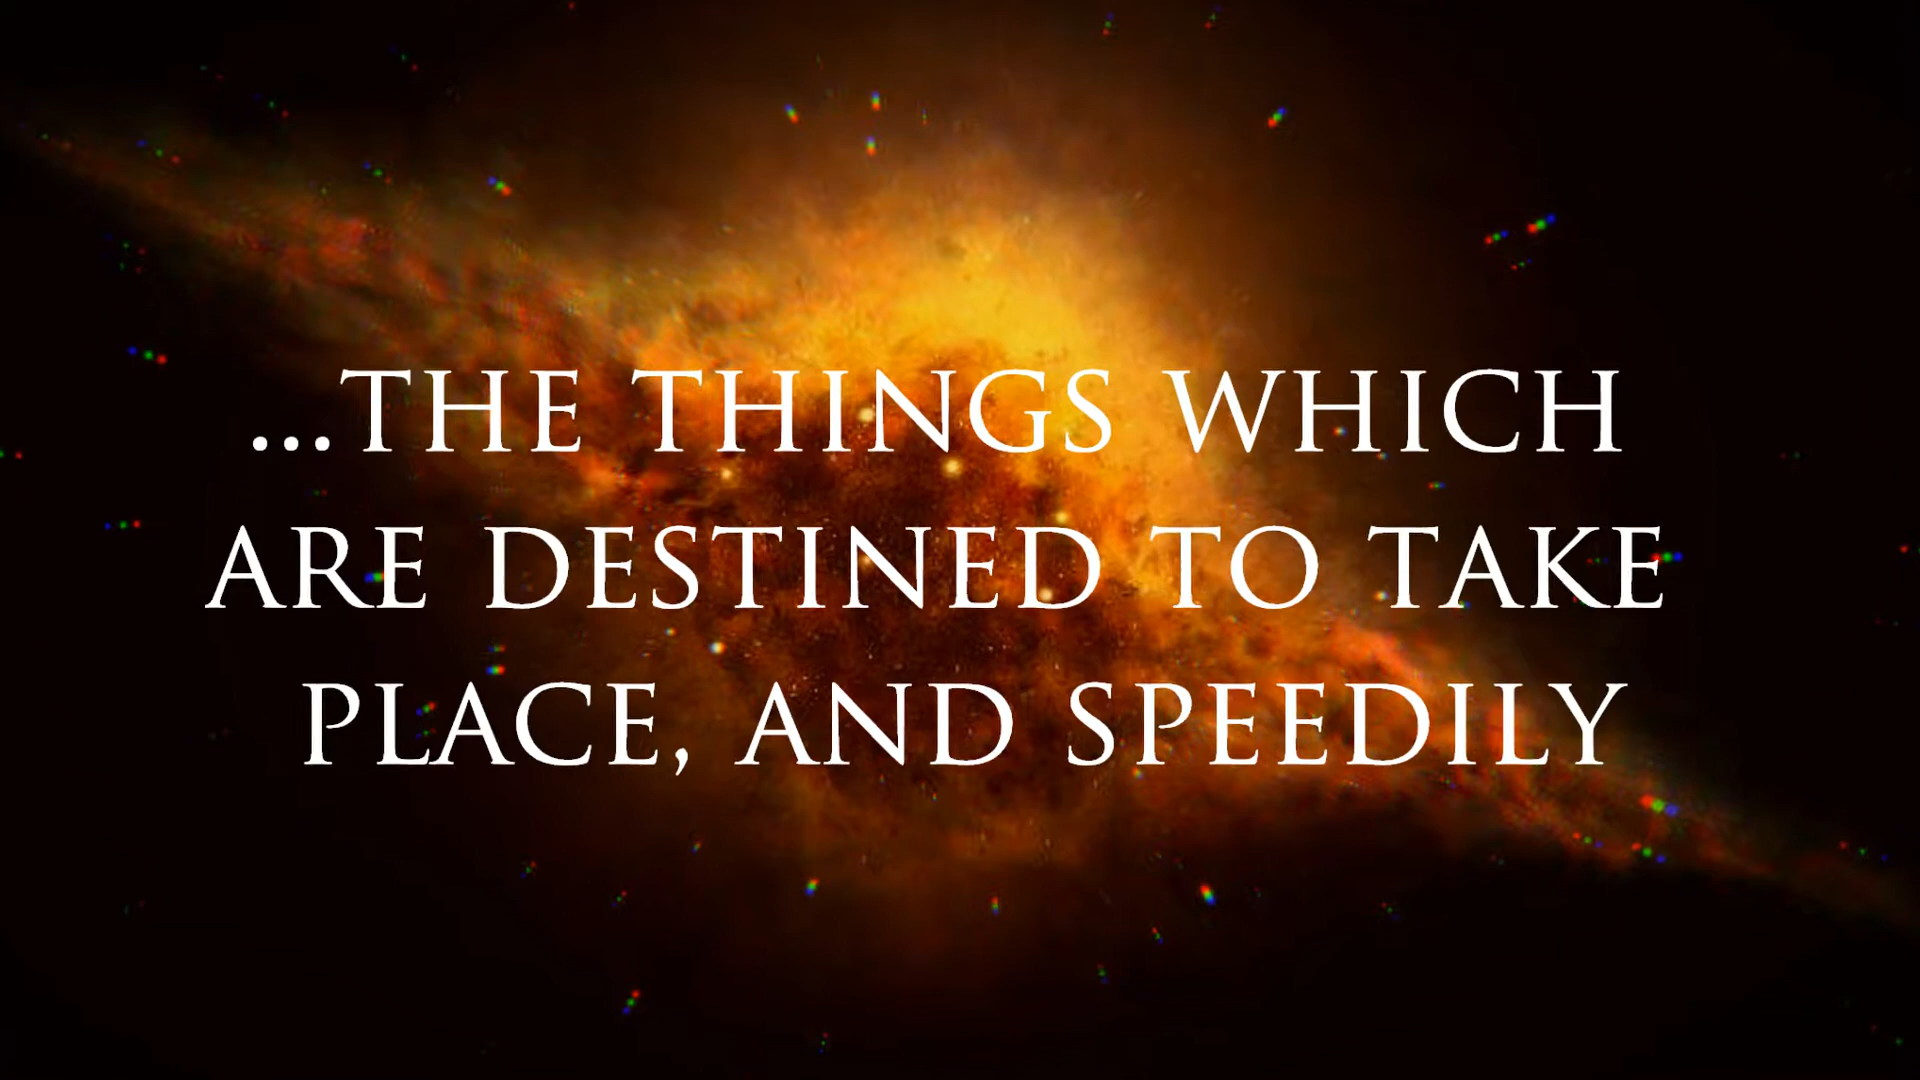 ...THE THINGS WHICH
ARE DESTINED TO TAKE
PLACE, AND SPEEDILY